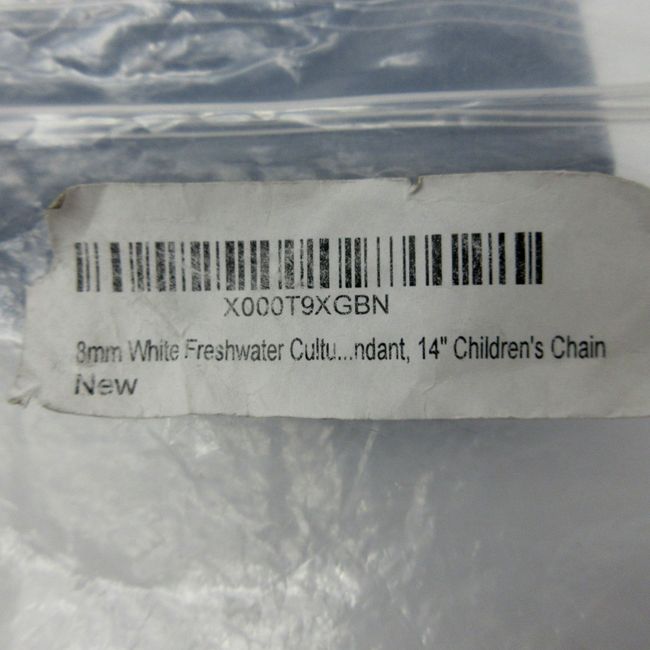 X000T9XGBN
8mm White Freshwater Cultu...ndant, 14" Children's Chain
New